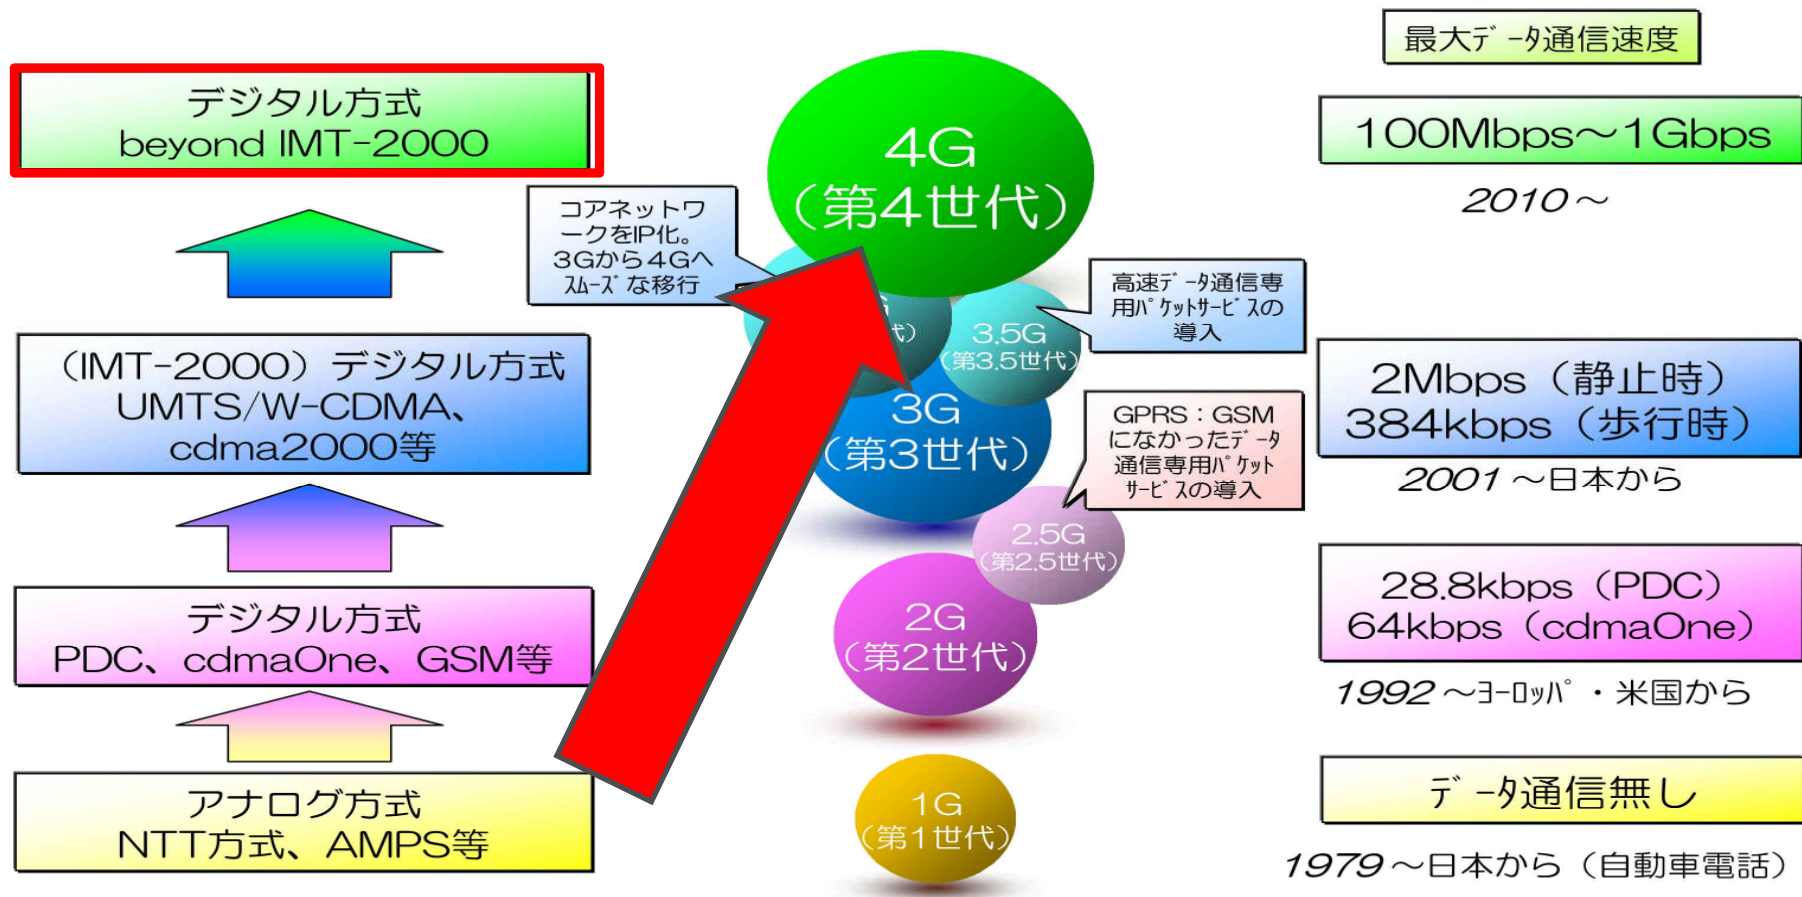 最大ﾃﾞｰﾀ通信速度
デジタル方式
beyond IMT-2000
4G
（第4世代）
100Mbps～1Gbps
2010～
コアネットワ
ークをIP化。
3Gから4Gへ
ｽﾑｰｽﾞな移行
高速ﾃﾞｰﾀ通信専
用ﾊﾟｹｯﾄｻｰﾋﾞｽの
導入
3.5G
（第3.5世代）
（IMT-2000）デジタル方式
UMTS/W-CDMA、
cdma2000等
3G
（第3世代）
2Mbps（静止時）
384kbps（歩行時）
2001～日本から
GPRS：GSM
になかったﾃﾞｰﾀ
通信専用ﾊﾟｹｯﾄ
ｻｰﾋﾞｽの導入
2.5G
（第2.5世代）
デジタル方式
PDC、cdmaOne、GSM等
2G
（第2世代）
28.8kbps（PDC）
64kbps（cdmaOne）
1992～ﾖｰﾛｯﾊﾟ・米国から
アナログ方式
NTT方式、AMPS等
1G
（第1世代）
ﾃﾞｰﾀ通信無し
1979～日本から（自動車電話）